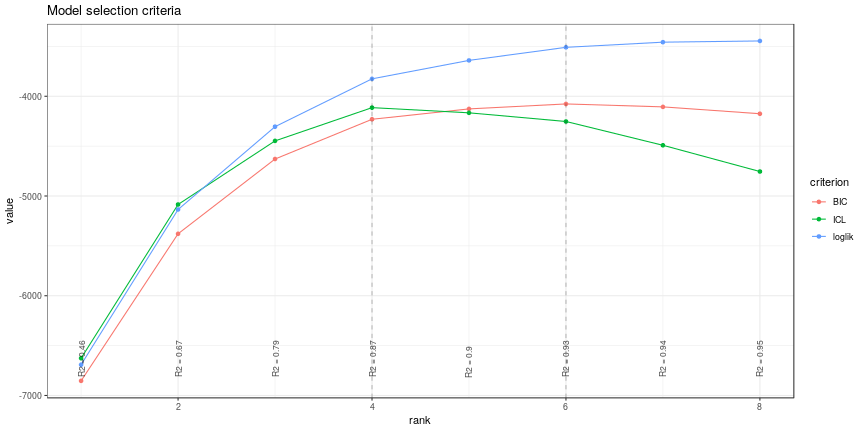 Model selection criteria
value
-4000
-5000
-6000
-7000
R2 = 0.46
R2 = 0.67
R2 = 0.79
R2 = 0.87
R2 = 0.9
R2 = 0.93
R2 = 0.94
R2 = 0.95
2
4
6
8
rank
criterion
BIC
ICL
loglik